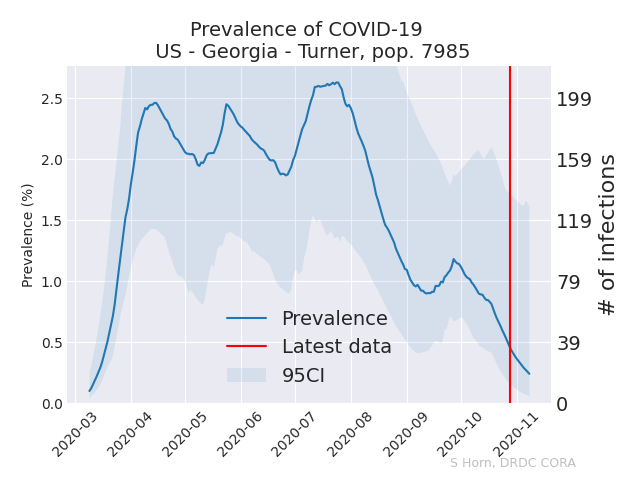 Prevalence of COVID-19
US - Georgia - Turner, pop. 7985
2.5
2.0
1.5
1.0
0.5
0.0
Prevalence (%)
199
159
119
79
39
0
# of infections
Prevalence
Latest data
95CI
2020-03
2020-04
2020-05
2020-06
2020-07
2020-08
2020-09
2020-10
2020-11
S Horn, DRDC CORA